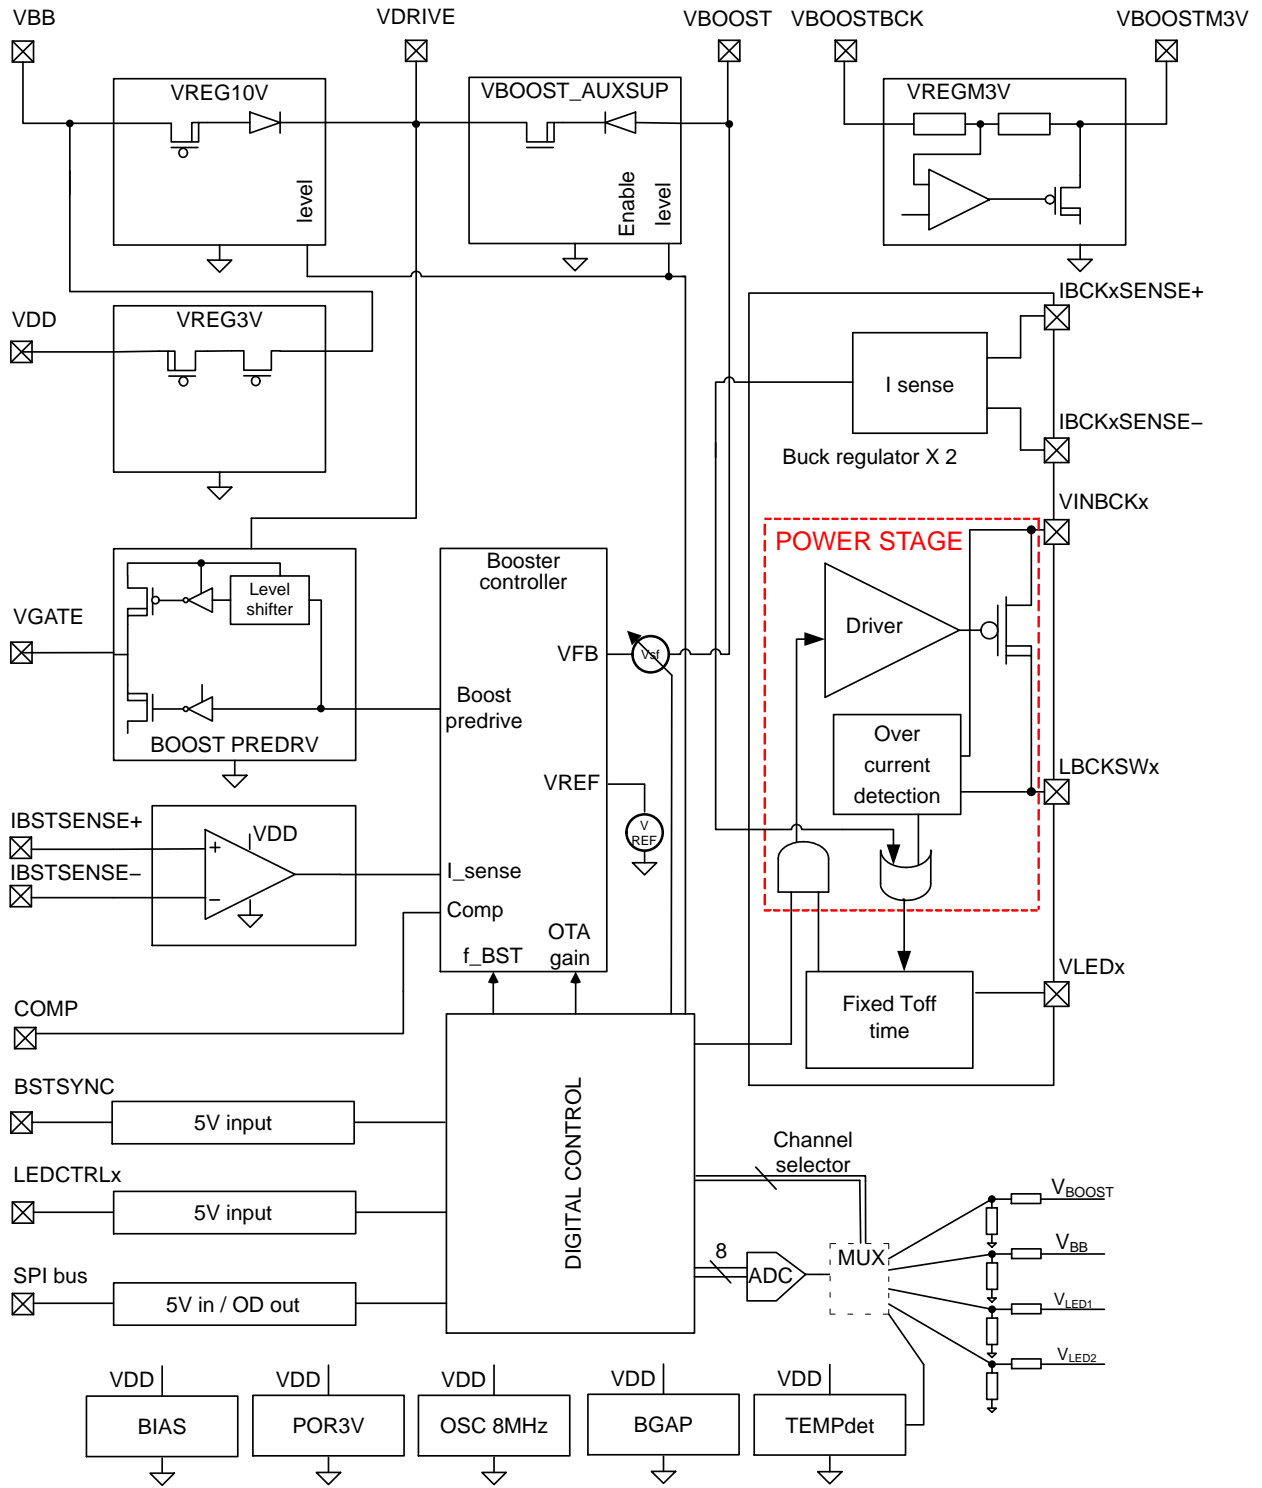 VBB
VDRIVE
VBOOST
VBOOSTBCK
VBOOSTM3V
VREG10V
level
VBOOST_AUXSUP
Enable
level
VREGM3V
VDD
VREG3V
IBCKxSENSE+
I sense
IBCKxSENSE−
Buck regulator X 2
VINBCKx
POWER STAGE
Driver
Over
current
detection
LBCKSWx
VLEDx
Fixed Toff
time
VGATE
Level
shifter
BOOST PREDRV
Booster
controller
VFB
Vsf
Boost
predrive
VREF
V
REF
IBSTSENSE+
IBSTSENSE−
+
−
VDD
I_sense
Comp
f_BST
OTA
gain
COMP
BSTSYNC
5V input
LEDCTRLx
5V input
SPI bus
5V in / OD out
DIGITAL CONTROL
Channel
selector
8
ADC
MUX
VBOOST
VBB
VLED1
VLED2
VDD
BIAS
VDD
POR3V
VDD
OSC 8MHz
VDD
BGAP
VDD
TEMPdet